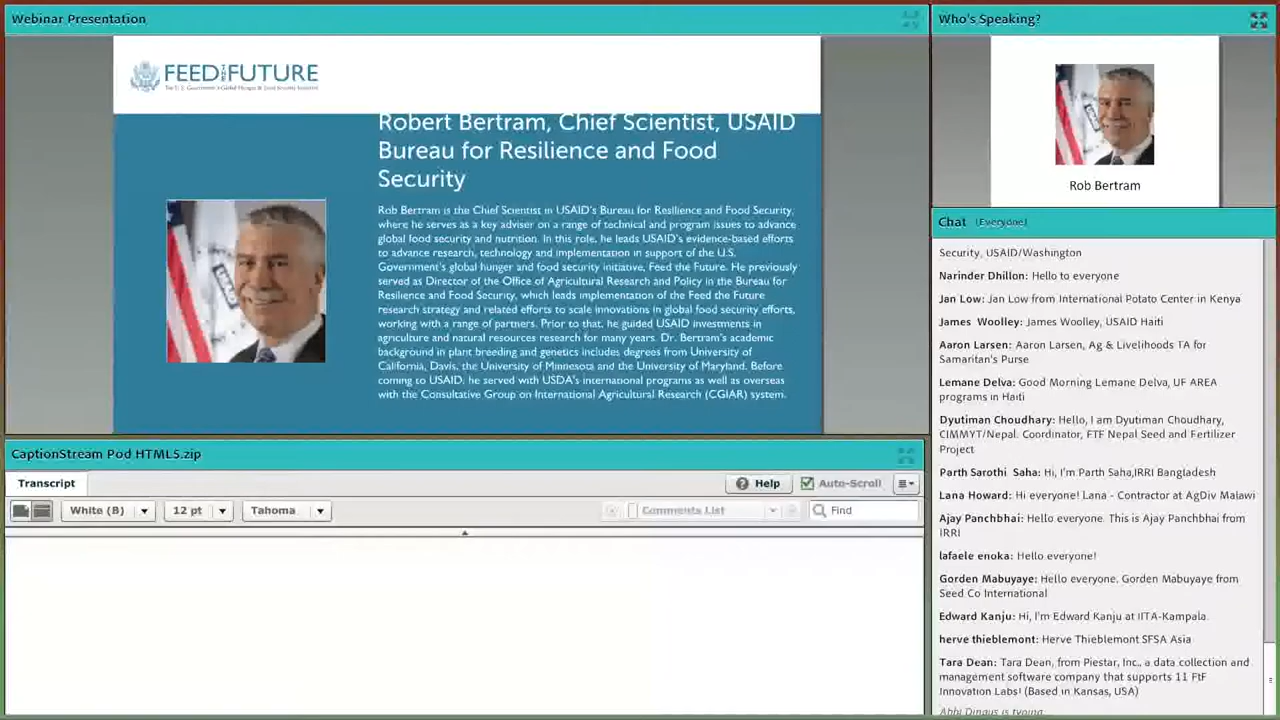 Webinar Presentation
FEED THE FUTURE
The U.S. Government's Global Hunger & Food Security Initiative
Robert Bertram, Chief Scientist, USAID
Bureau for Resilience and Food
Security
Rob Bertram is the Chief Scientist in USAID's Bureau for Resilience and Food Security,
where he serves as a key adviser on a range of technical and program issues to advance
global food security and nutrition. In this role, he leads USAID's evidence-based efforts
to advance research, technology and implementation in support of the U.S.
Government's global hunger and food security initiative, Feed the Future. He previously
served as Director of the Office of Agricultural Research and Policy in the Bureau for
Resilience and Food Security, which leads implementation of the Feed the Future
research strategy and related efforts to scale innovations in global food security efforts,
working with a range of partners. Prior to that, he guided USAID investments in
agriculture and natural resources research for many years. Dr. Bertram's academic
background in plant breeding and genetics includes degrees from University of
California, Davis, the University of Minnesota and the University of Maryland. Before
coming to USAID, he served with USDA's international programs as well as overseas
with the Consultative Group on International Agricultural Research (CGIAR) system.
Who's Speaking?
Rob Bertram
Chat (Everyone)
Security, USAID/Washington
Narinder Dhillon: Hello to everyone
Jan Low: Jan Low from International Potato Center in Kenya
James Woolley: James Woolley, USAID Haiti
Aaron Larsen: Aaron Larsen, Ag & Livelihoods TA for
Samaritan's Purse
Lemane Delva: Good Morning Lemane Delva, UF AREA
programs in Haiti
Dyutiman Choudhary: Hello, I am Dyutiman Choudhary,
CIMMYT/Nepal. Coordinator, FTF Nepal Seed and Fertilizer
Project
Parth Sarothi Saha: Hi, I'm Parth Saha,IRRI Bangladesh
Lana Howard: Hi everyone! Lana - Contractor at AgDiv Malawi
Ajay Panchbhai: Hello everyone. This is Ajay Panchbhai from
IRRI
lafaele enoka: Hello everyone!
Gorden Mabuyaye: Hello everyone. Gorden Mabuyaye from
Seed Co International
Edward Kanju: Hi, I'm Edward Kanju at IITA-Kampala
herve thieblemont: Herve Thieblemont SFSA Asia
Tara Dean: Tara Dean, from Piestar, Inc., a data collection and
management software company that supports 11 FtF
Innovation Labs! (Based in Kansas, USA)
Abbi Dingus is typing
CaptionStream Pod HTML5.zip
Transcript
Help
Auto-Scroll
White (B)
12 pt
Tahoma
Comments List
Find